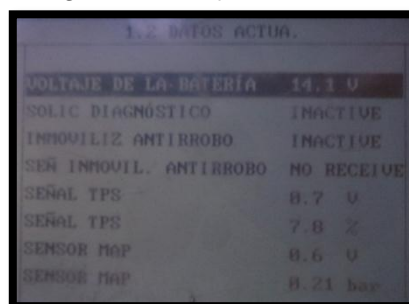 1.2 DATOS ACTUA.
VOLTAJE DE LA BATERÍA 14.1 V
SOLIC DIAGNÓSTICO INACTIVE
INMOVILIZ ANTIRROBO INACTIVE
SEÑ INMOVIL. ANTIRROBO NO RECEIVE
SEÑAL TPS 0.7 V
SEÑAL TPS 7.8 %
SENSOR MAP 0.6 V
SENSOR MAP 0.21 bar